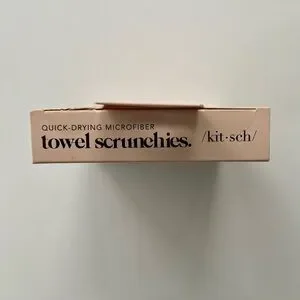 QUICK-DRYING MICROFIBER
towel scrunchies. /kit·sch/